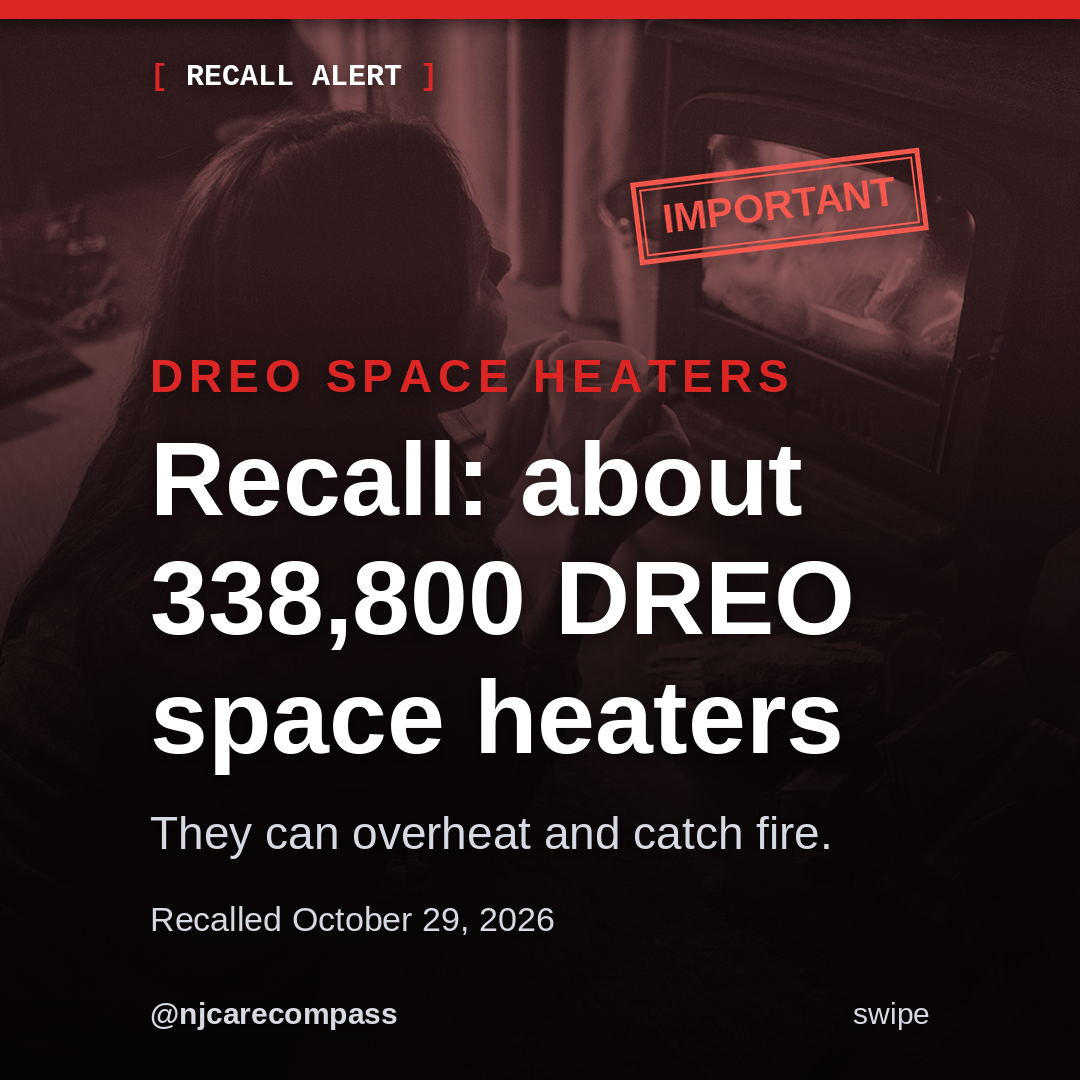 [ RECALL ALERT ]
IMPORTANT
DREO SPACE HEATERS
Recall: about
338,800 DREO
space heaters
They can overheat and catch fire.
Recalled October 29, 2026
@njcarecompass
swipe